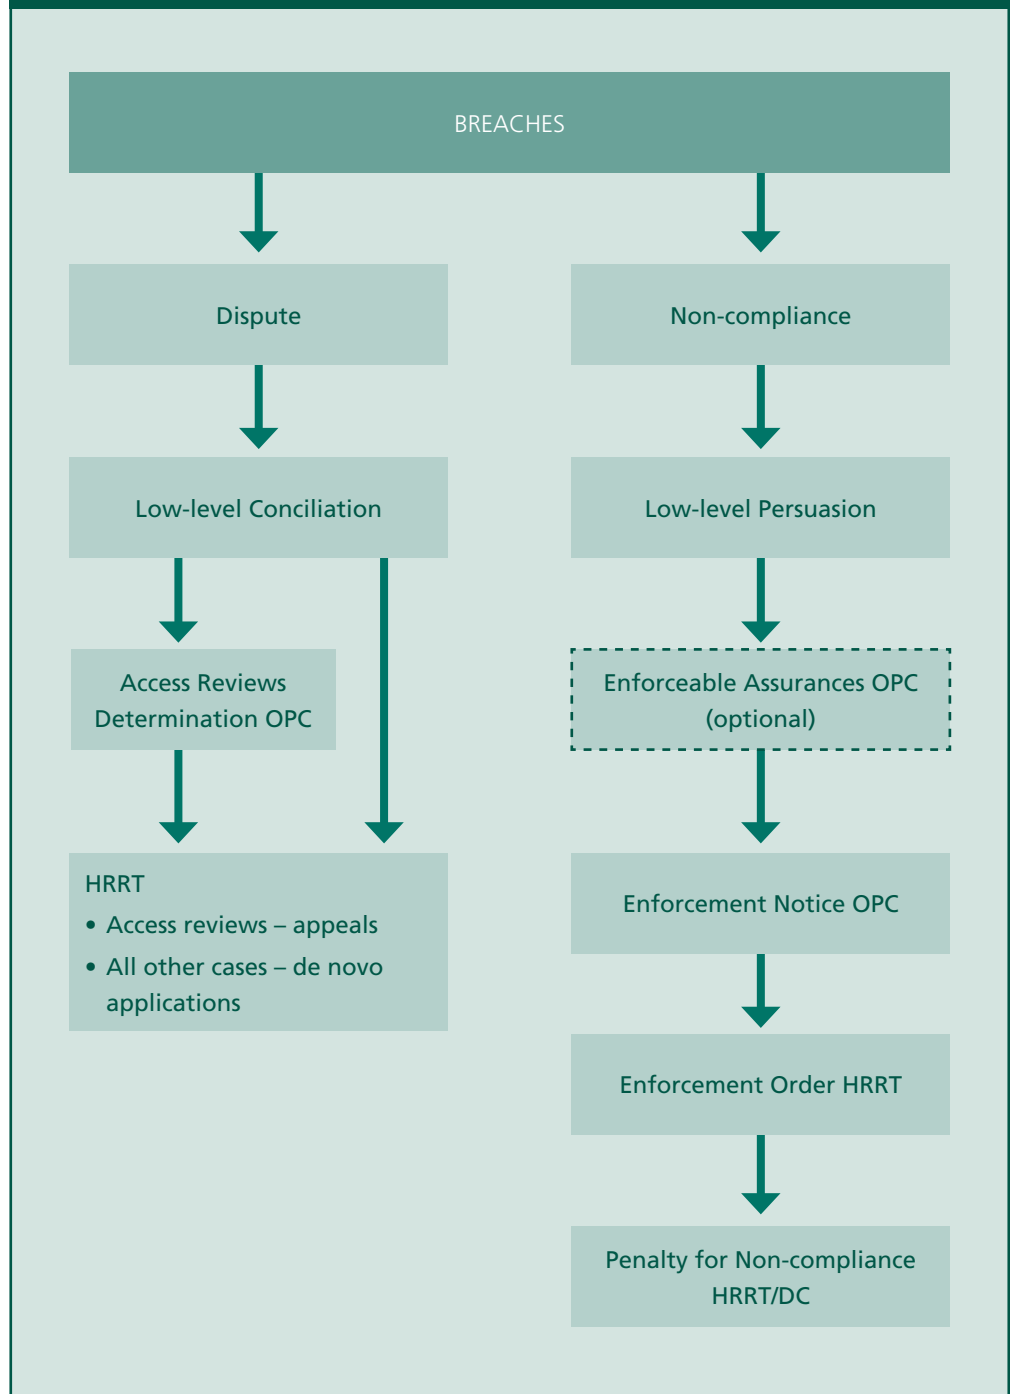 BREACHES
Dispute
Non-compliance
Low-level Conciliation
Low-level Persuasion
Access Reviews
Determination OPC
Enforceable Assurances OPC
(optional)
HRRT
• Access reviews – appeals
• All other cases – de novo
applications
Enforcement Notice OPC
Enforcement Order HRRT
Penalty for Non-compliance
HRRT/DC